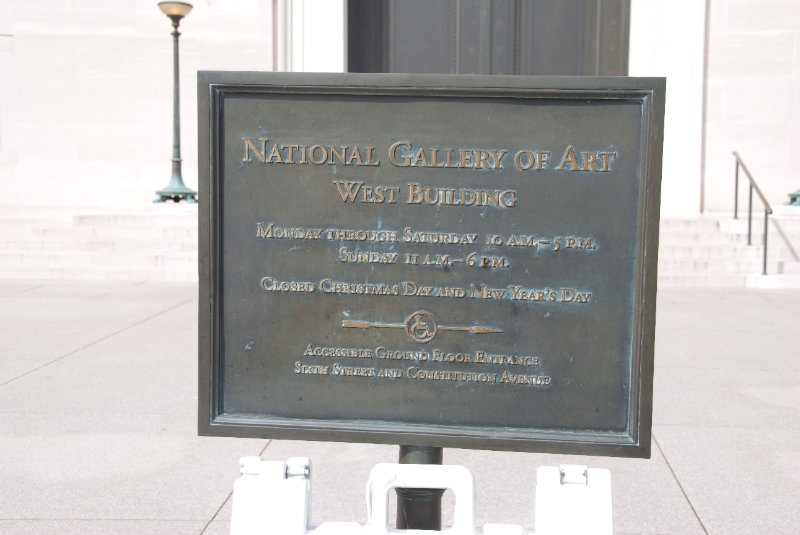 National Gallery of Art
West Building
Monday through Saturday 10 A.M. – 5 P.M.
Sunday 11 A.M. – 6 P.M.
Closed Christmas Day and New Year's Day
Accessible Ground Floor Entrance
Sixth Street and Constitution Avenue